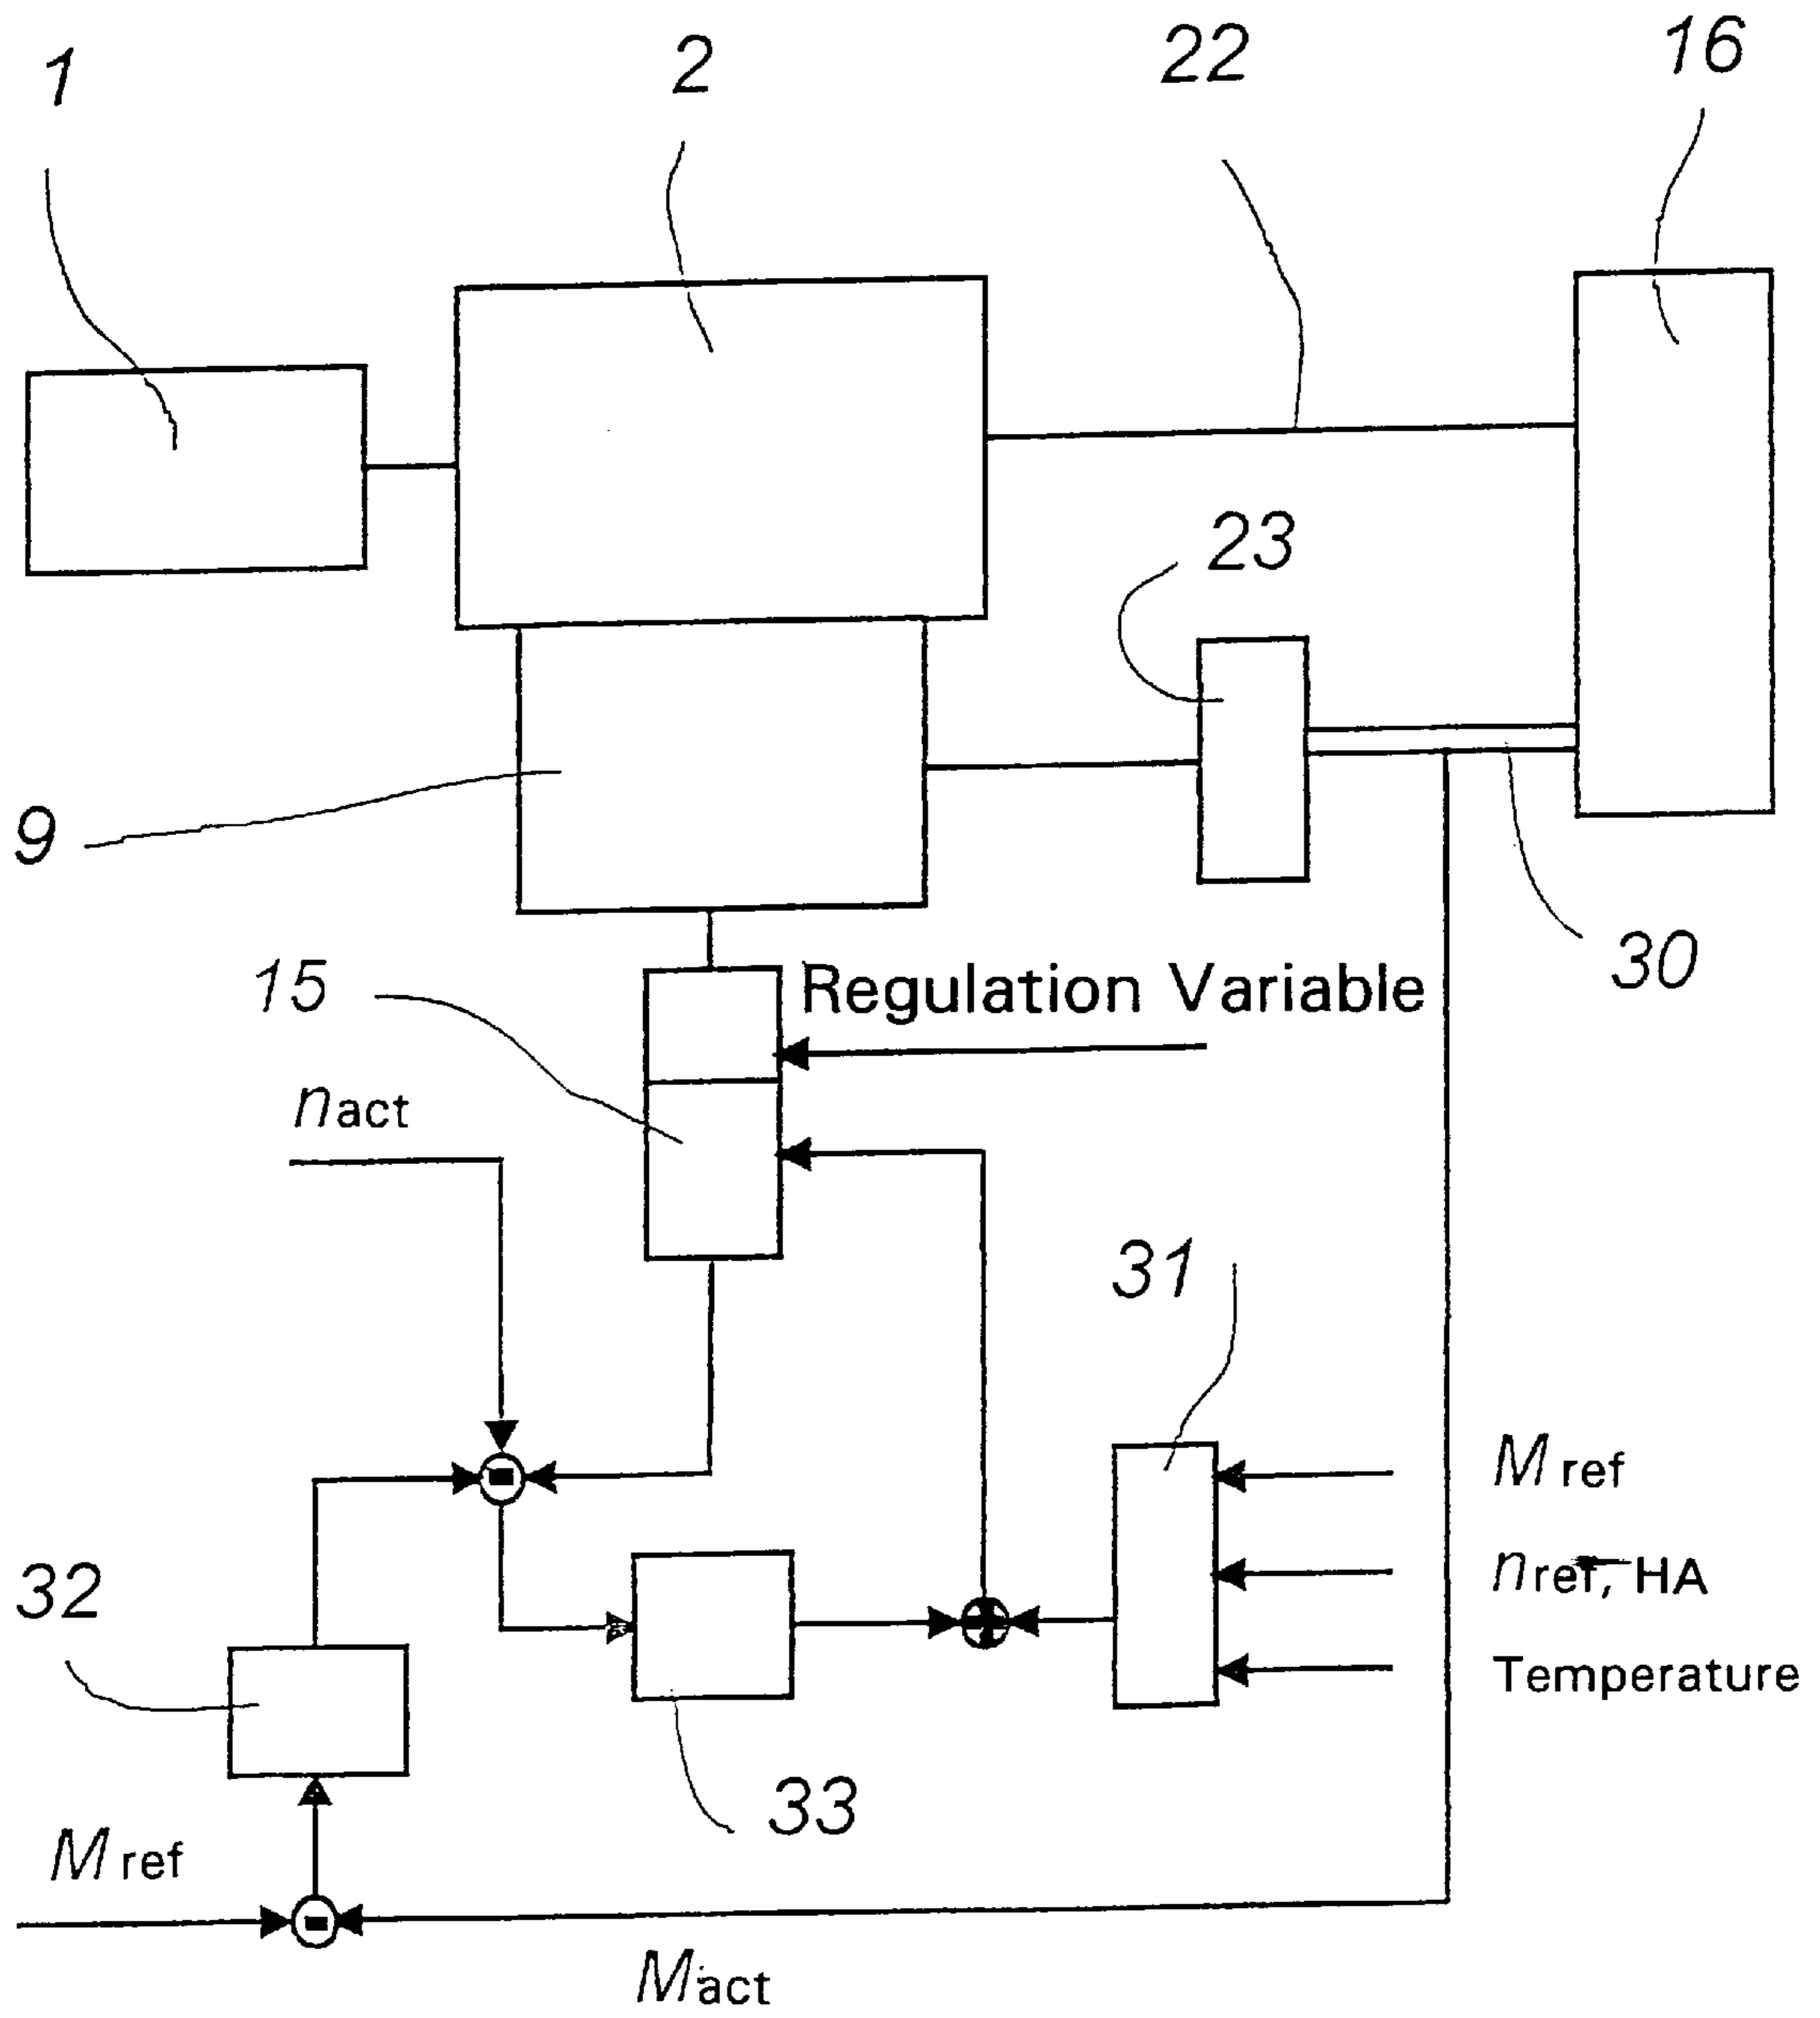 1
2
22
16
23
9
30
15
Regulation Variable
nact
31
Mref
nref, HA
32
Temperature
33
Mref
Mact